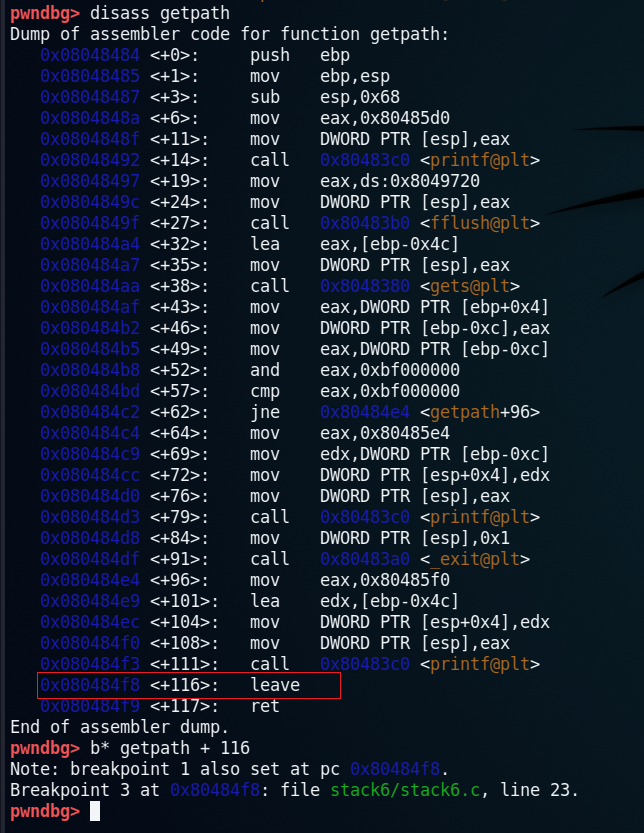 pwndbg> disass getpath
Dump of assembler code for function getpath:
0x08048484 <+0>: push ebp
0x08048485 <+1>: mov ebp,esp
0x08048487 <+3>: sub esp,0x68
0x0804848a <+6>: mov eax,0x80485d0
0x0804848f <+11>: mov DWORD PTR [esp],eax
0x08048492 <+14>: call 0x80483c0 <printf@plt>
0x08048497 <+19>: mov eax,ds:0x8049720
0x0804849c <+24>: mov DWORD PTR [esp],eax
0x0804849f <+27>: call 0x80483b0 <fflush@plt>
0x080484a4 <+32>: lea eax,[ebp-0x4c]
0x080484a7 <+35>: mov DWORD PTR [esp],eax
0x080484aa <+38>: call 0x8048380 <gets@plt>
0x080484af <+43>: mov eax,DWORD PTR [ebp+0x4]
0x080484b2 <+46>: mov DWORD PTR [ebp-0xc],eax
0x080484b5 <+49>: mov eax,DWORD PTR [ebp-0xc]
0x080484b8 <+52>: and eax,0xbf000000
0x080484bd <+57>: cmp eax,0xbf000000
0x080484c2 <+62>: jne 0x80484e4 <getpath+96>
0x080484c4 <+64>: mov eax,0x80485e4
0x080484c9 <+69>: mov edx,DWORD PTR [ebp-0xc]
0x080484cc <+72>: mov DWORD PTR [esp+0x4],edx
0x080484d0 <+76>: mov DWORD PTR [esp],eax
0x080484d3 <+79>: call 0x80483c0 <printf@plt>
0x080484d8 <+84>: mov DWORD PTR [esp],0x1
0x080484df <+91>: call 0x80483a0 <_exit@plt>
0x080484e4 <+96>: mov eax,0x80485f0
0x080484e9 <+101>: lea edx,[ebp-0x4c]
0x080484ec <+104>: mov DWORD PTR [esp+0x4],edx
0x080484f0 <+108>: mov DWORD PTR [esp],eax
0x080484f3 <+111>: call 0x80483c0 <printf@plt>
0x080484f8 <+116>: leave
0x080484f9 <+117>: ret
End of assembler dump.
pwndbg> b* getpath + 116
Note: breakpoint 1 also set at pc 0x80484f8.
Breakpoint 3 at 0x80484f8: file stack6/stack6.c, line 23.
pwndbg>